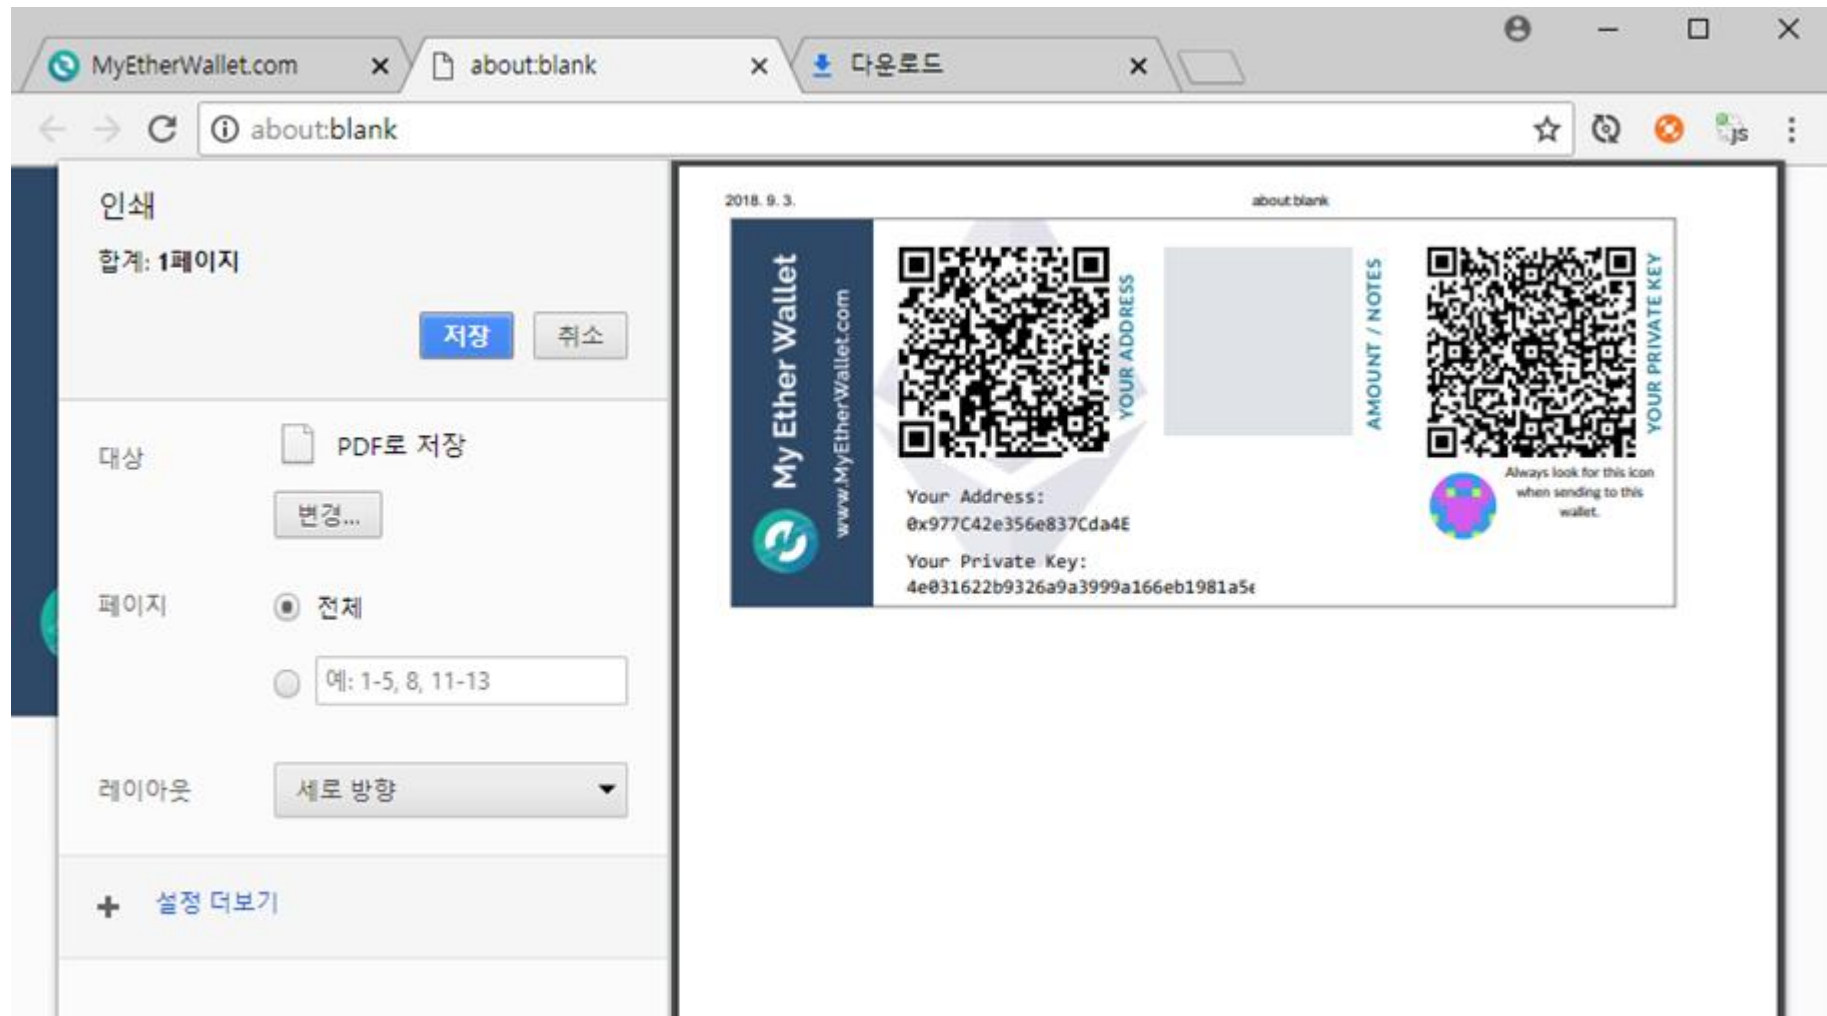 MyEtherWallet.com
about:blank
다운로드
about:blank
인쇄
합계: 1페이지
저장
취소
대상
PDF로 저장
변경...
페이지
전체
예: 1-5, 8, 11-13
레이아웃
세로 방향
설정 더보기
2018. 9. 3.
about:blank
My Ether Wallet
www.MyEtherWallet.com
YOUR ADDRESS
AMOUNT / NOTES
YOUR PRIVATE KEY
Always look for this icon
when sending to this
wallet.
Your Address:
0x977C42e356e837Cda4E
Your Private Key:
4e031622b9326a9a3999a166eb1981a5e
JS